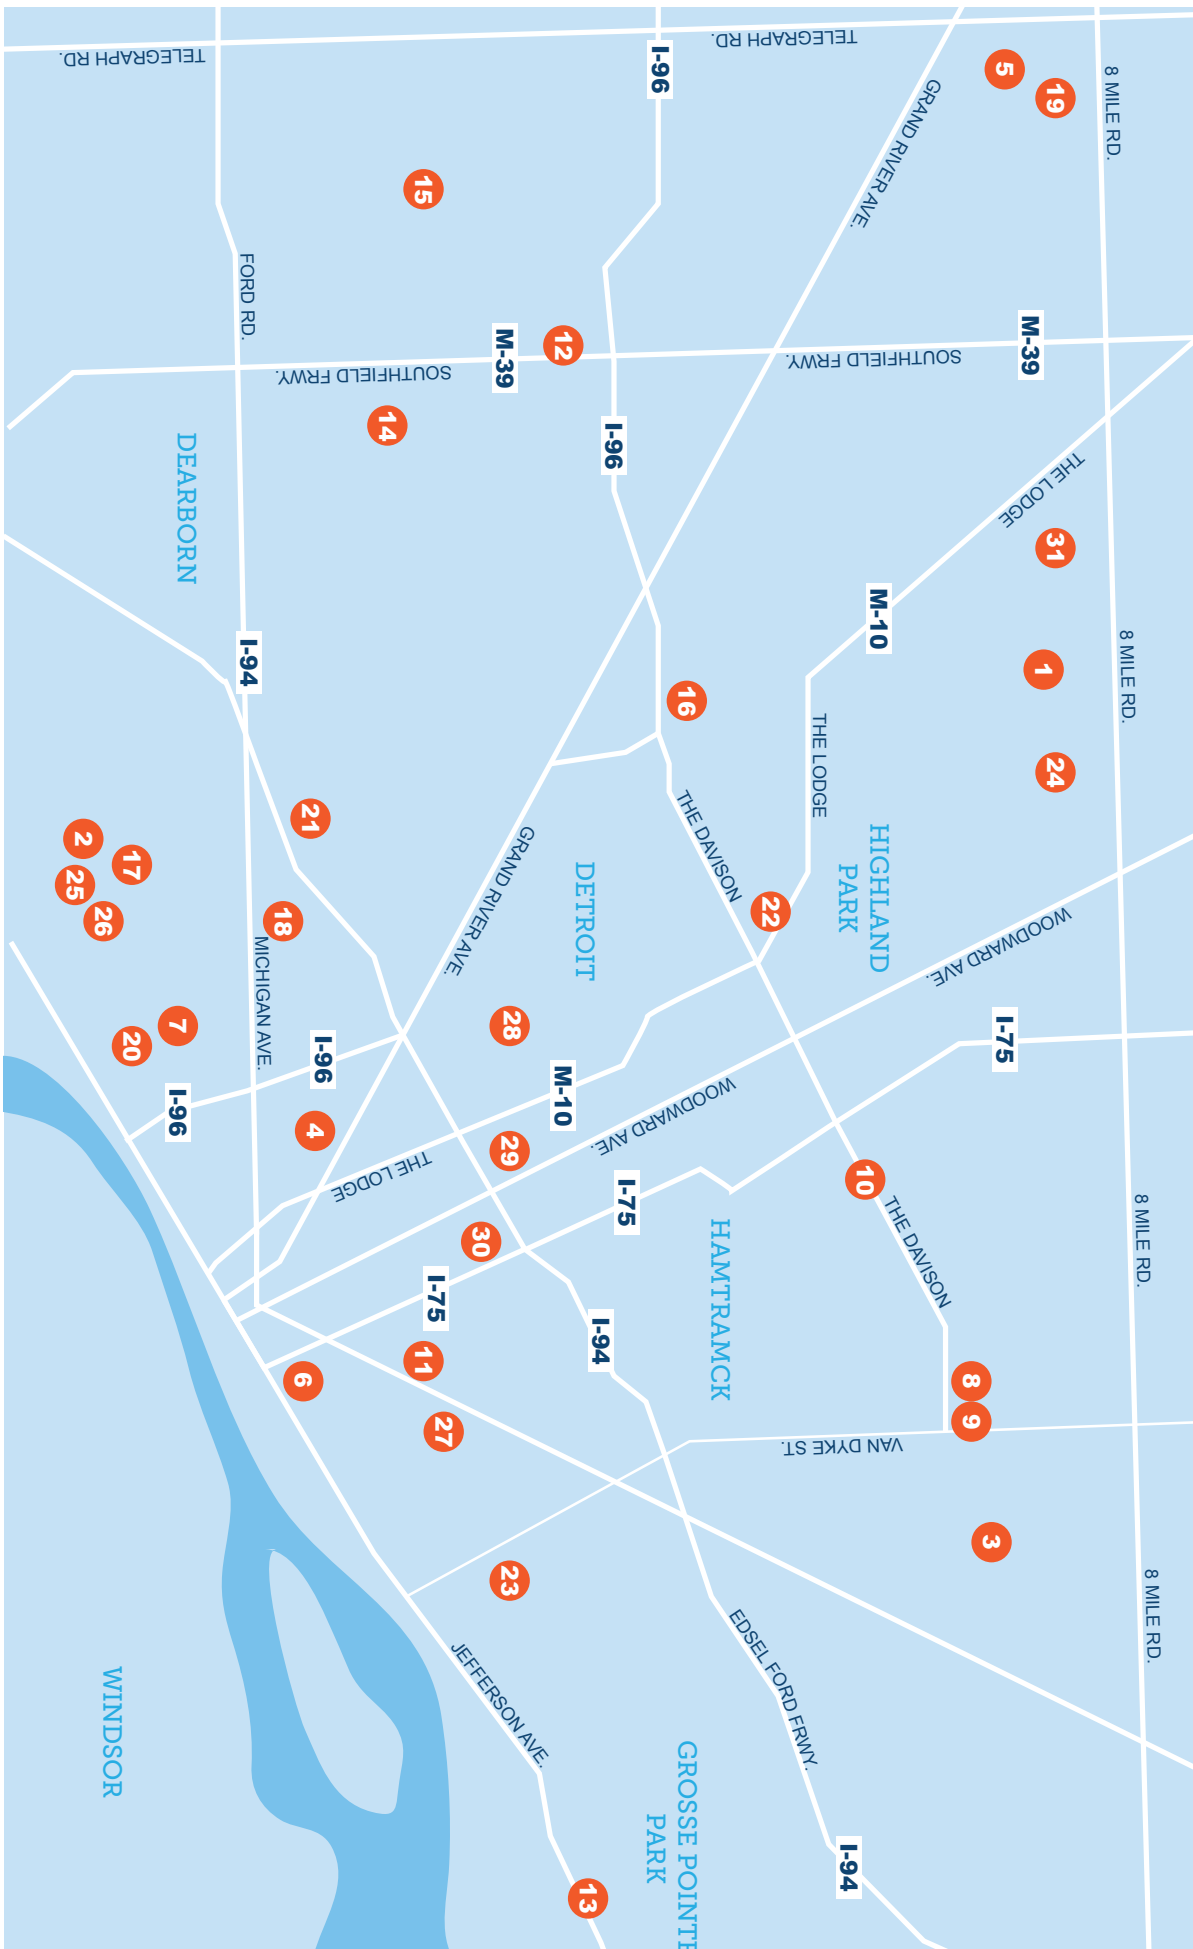 8 MILE RD.
8 MILE RD.
8 MILE RD.
8 MILE RD.
19
5
M-39
THE LODGE
31
1
24
WOODWARD AVE.
I-75
8
9
3
GRAND RIVER AVE.
SOUTHFIELD FRWY.
M-10
HIGHLAND
PARK
10
THE DAVISON
VAN DYKE ST.
I-94
TELEGRAPH RD.
THE LODGE
22
EDSEL FORD FRWY.
I-96
16
THE DAVISON
WOODWARD AVE.
HAMTRAMCK
GROSSE POINTE
PARK
I-96
DETROIT
I-75
I-94
13
12
M-10
M-39
GRAND RIVER AVE.
28
29
23
JEFFERSON AVE.
30
15
SOUTHFIELD FRWY.
14
THE LODGE
I-75
11
27
21
I-96
4
6
FORD RD.
I-94
18
MICHIGAN AVE.
DEARBORN
7
I-96
TELEGRAPH RD.
17
20
WINDSOR
26
2
25